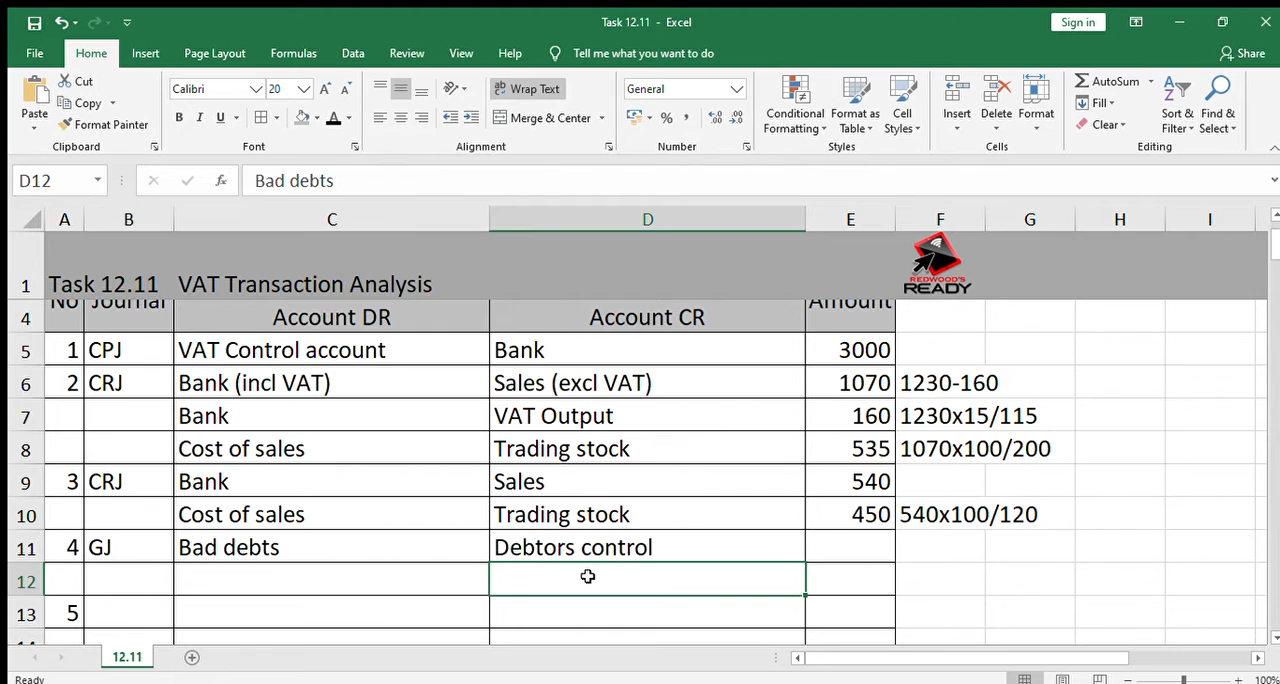 Task 12.11 - Excel
Sign in
File Home Insert Page Layout Formulas Data Review View Help Tell me what you want to do Share
Paste Cut Copy Format Painter Clipboard
Calibri 20 A A B I U A Font
ab Wrap Text Merge & Center Alignment
General % , Number
Conditional Formatting Format as Table Cell Styles Styles
Insert Delete Format Cells
AutoSum Fill Clear Sort & Filter Find & Select Editing
D12 fx Bad debts
A B C D E F G H I
1 Task 12.11 VAT Transaction Analysis REDWOOD'S READY
4 No Journal Account DR Account CR Amount
5 1 CPJ VAT Control account Bank 3000
6 2 CRJ Bank (incl VAT) Sales (excl VAT) 1070 1230-160
7 Bank VAT Output 160 1230x15/115
8 Cost of sales Trading stock 535 1070x100/200
9 3 CRJ Bank Sales 540
10 Cost of sales Trading stock 450 540x100/120
11 4 GJ Bad debts Debtors control
12
13 5
12.11
Ready 100%